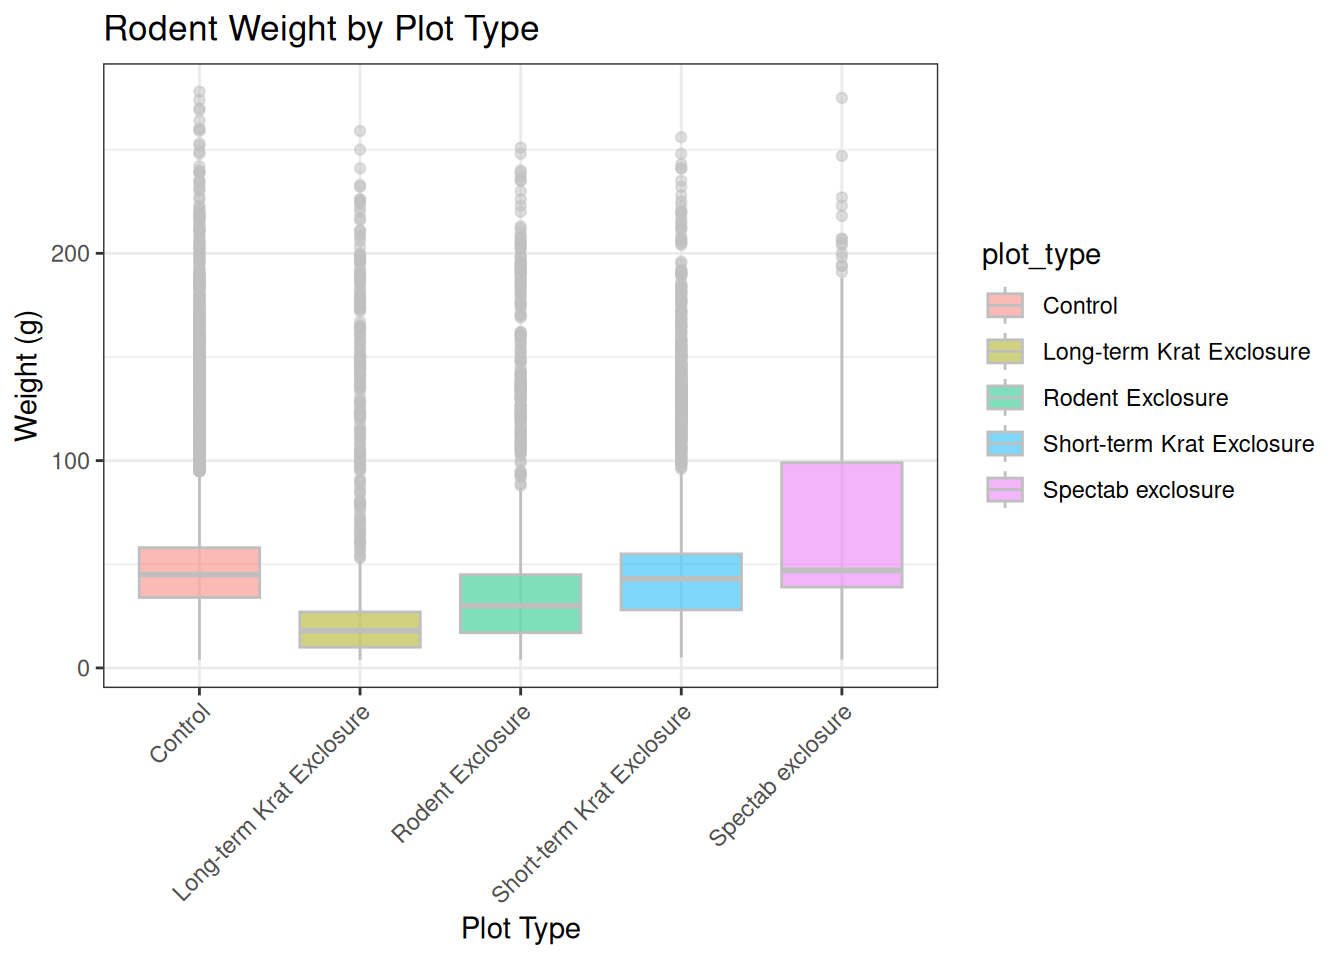 Rodent Weight by Plot Type
Weight (g)
200
100
0
Control
Long-term Krat Exclosure
Rodent Exclosure
Short-term Krat Exclosure
Spectab exclosure
Plot Type
plot_type
Control
Long-term Krat Exclosure
Rodent Exclosure
Short-term Krat Exclosure
Spectab exclosure